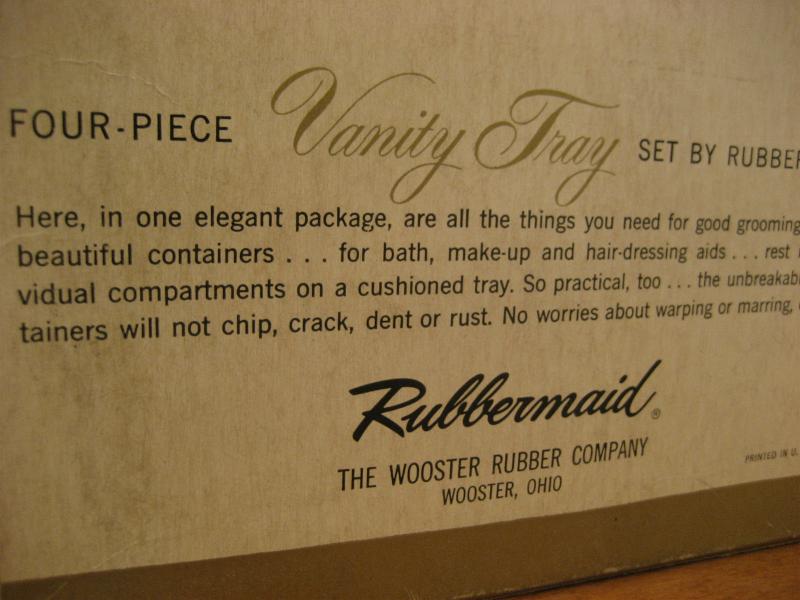 FOUR-PIECE Vanity Tray SET BY RUBBER
Here, in one elegant package, are all the things you need for good grooming
beautiful containers . . . for bath, make-up and hair-dressing aids . . . rest
vidual compartments on a cushioned tray. So practical, too . . . the unbreakab
tainers will not chip, crack, dent or rust. No worries about warping or marring,
Rubbermaid®
THE WOOSTER RUBBER COMPANY
WOOSTER, OHIO
PRINTED IN U.